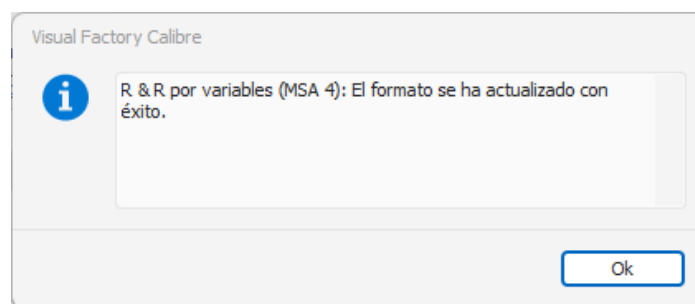 Visual Factory Calibre
R & R por variables (MSA 4): El formato se ha actualizado con
éxito.
Ok